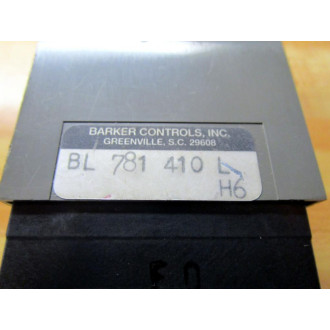 BARKER CONTROLS, INC.
GREENVILLE, S.C. 29608
BL 781 410 L
H6